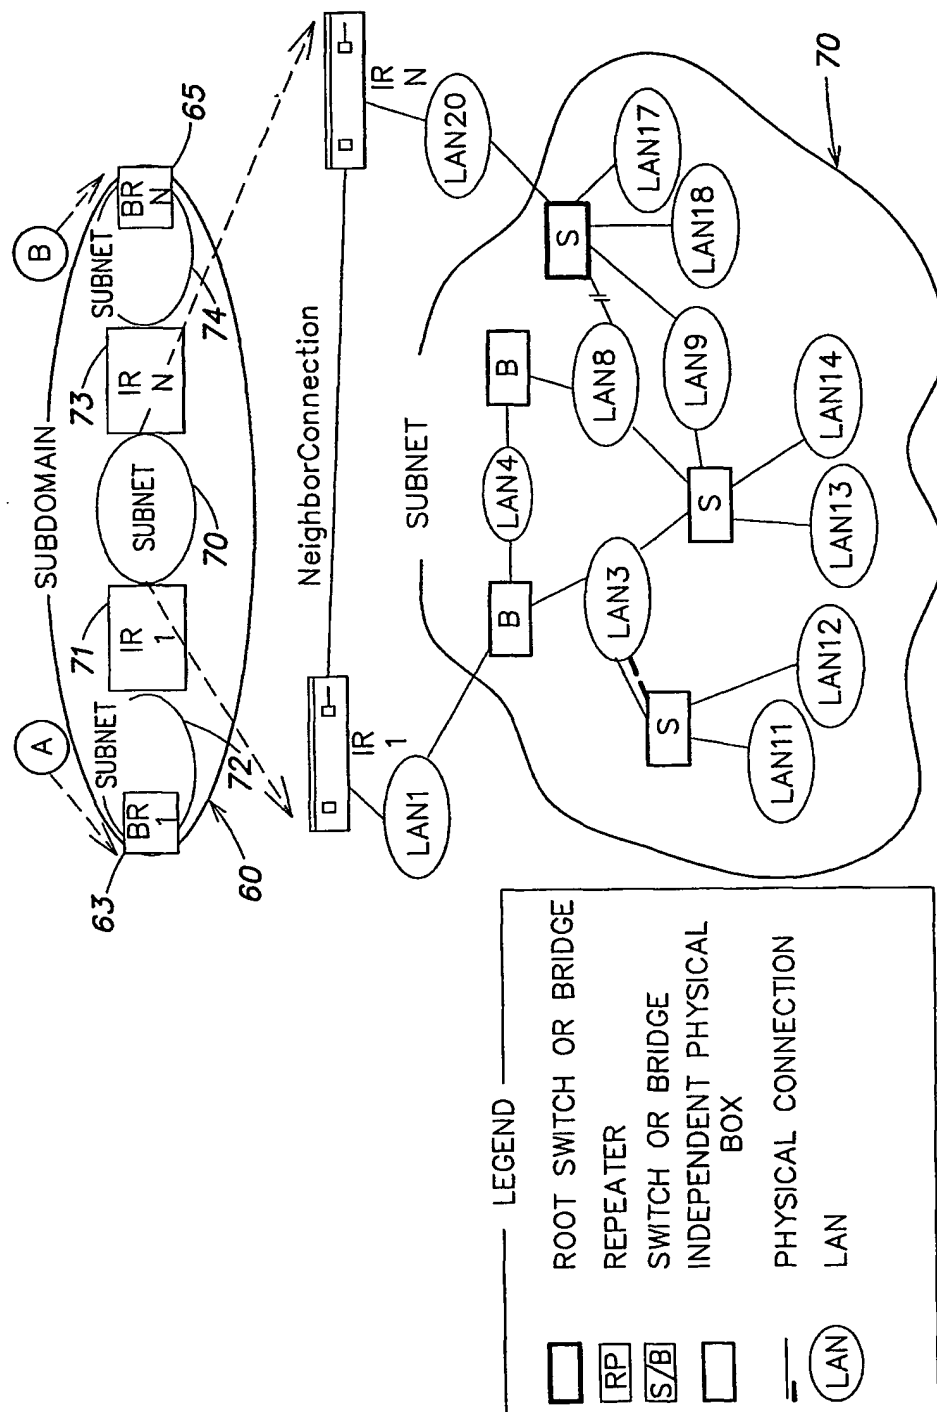 A
B
SUBDOMAIN
63
BR
1
SUBNET
72
71
IR
1
SUBNET
70
73
IR
N
SUBNET
74
BR
N
65
60
NeighborConnection
IR
1
IR
N
SUBNET
LAN1
B
LAN4
B
LAN20
LAN3
LAN8
S
LAN17
LAN18
LAN9
S
S
LAN11
LAN12
LAN13
LAN14
70
LEGEND
ROOT SWITCH OR BRIDGE
RP REPEATER
S/B SWITCH OR BRIDGE
INDEPENDENT PHYSICAL
BOX
PHYSICAL CONNECTION
LAN LAN